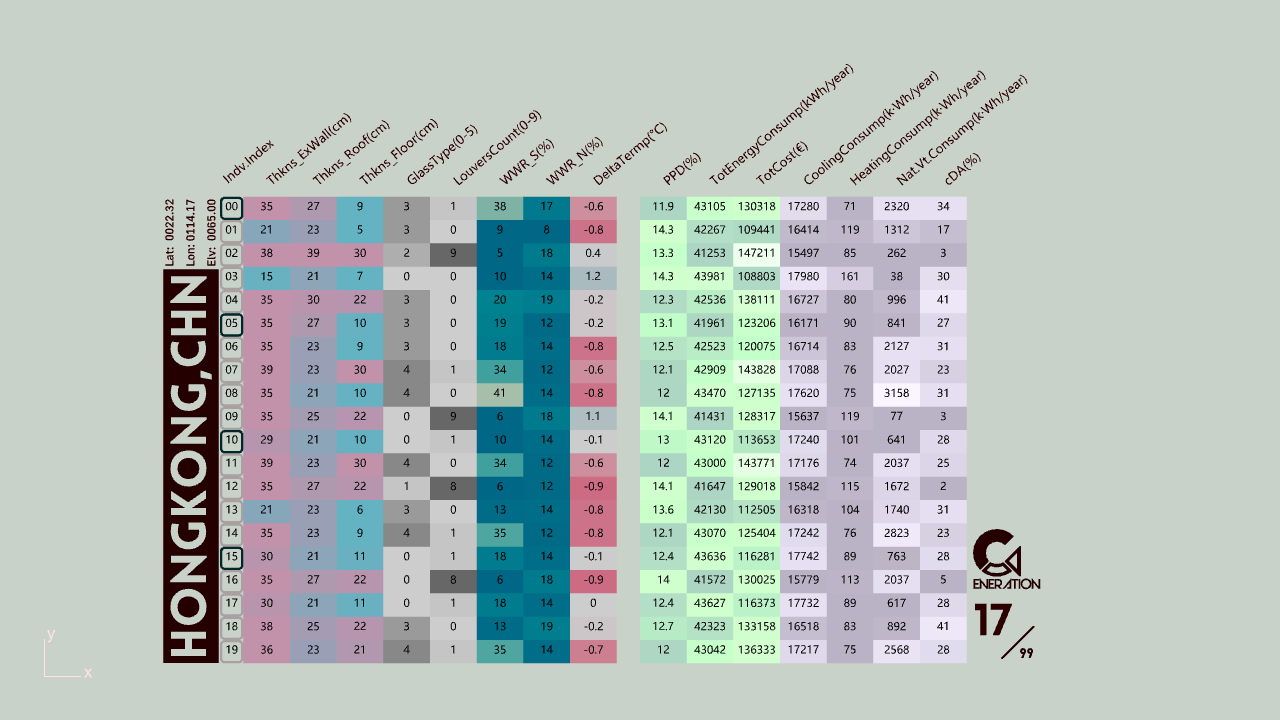 Indv.Index Thkns_ExWall(cm) Thkns_Roof(cm) Thkns_Floor(cm) GlassType(0-5) LouversCount(0-9) WWR_S(%) WWR_N(%) DeltaTermp(°C) PPD(%) TotEnergyConsump(kWh/year) TotCost(€) CoolingConsump(k·Wh/year) HeatingConsump(k·Wh/year) Nat.Vt.Consump(k·Wh/year) cDA(%)
Lat: 0022.32
Lon: 0114.17
Elv: 0065.00
HONGKONG,CHN
00 35 27 9 3 1 38 17 -0.6 11.9 43105 130318 17280 71 2320 34
01 21 23 5 3 0 9 8 -0.8 14.3 42267 109441 16414 119 1312 17
02 38 39 30 2 9 5 18 0.4 13.3 41253 147211 15497 85 262 3
03 15 21 7 0 0 10 14 1.2 14.3 43981 108803 17980 161 38 30
04 35 30 22 3 0 20 19 -0.2 12.3 42536 138111 16727 80 996 41
05 35 27 10 3 0 19 12 -0.2 13.1 41961 123206 16171 90 841 27
06 35 23 9 3 0 18 14 -0.8 12.5 42523 120075 16714 83 2127 31
07 39 23 30 4 1 34 12 -0.6 12.1 42909 143828 17088 76 2027 23
08 35 21 10 4 0 41 14 -0.8 12 43470 127135 17620 75 3158 31
09 35 25 22 0 9 6 18 1.1 14.1 41431 128317 15637 119 77 3
10 29 21 10 0 1 10 14 -0.1 13 43120 113653 17240 101 641 28
11 39 23 30 4 0 34 12 -0.6 12 43000 143771 17176 74 2037 25
12 35 27 22 1 8 6 12 -0.9 14.1 41647 129018 15842 115 1672 2
13 21 23 6 3 0 13 14 -0.8 13.6 42130 112505 16318 104 1740 31
14 35 23 9 4 1 35 12 -0.8 12.1 43070 125404 17242 76 2823 23
15 30 21 11 0 1 18 14 -0.1 12.4 43636 116281 17742 89 763 28
16 35 27 22 0 8 6 18 -0.9 14 41572 130025 15779 113 2037 5
17 30 21 11 0 1 18 14 0 12.4 43627 116373 17732 89 617 28
18 38 25 22 3 0 13 19 -0.2 12.7 42323 133158 16518 83 892 41
19 36 23 21 4 1 35 14 -0.7 12 43042 136333 17217 75 2568 28
ENERATION
17/99
y
x